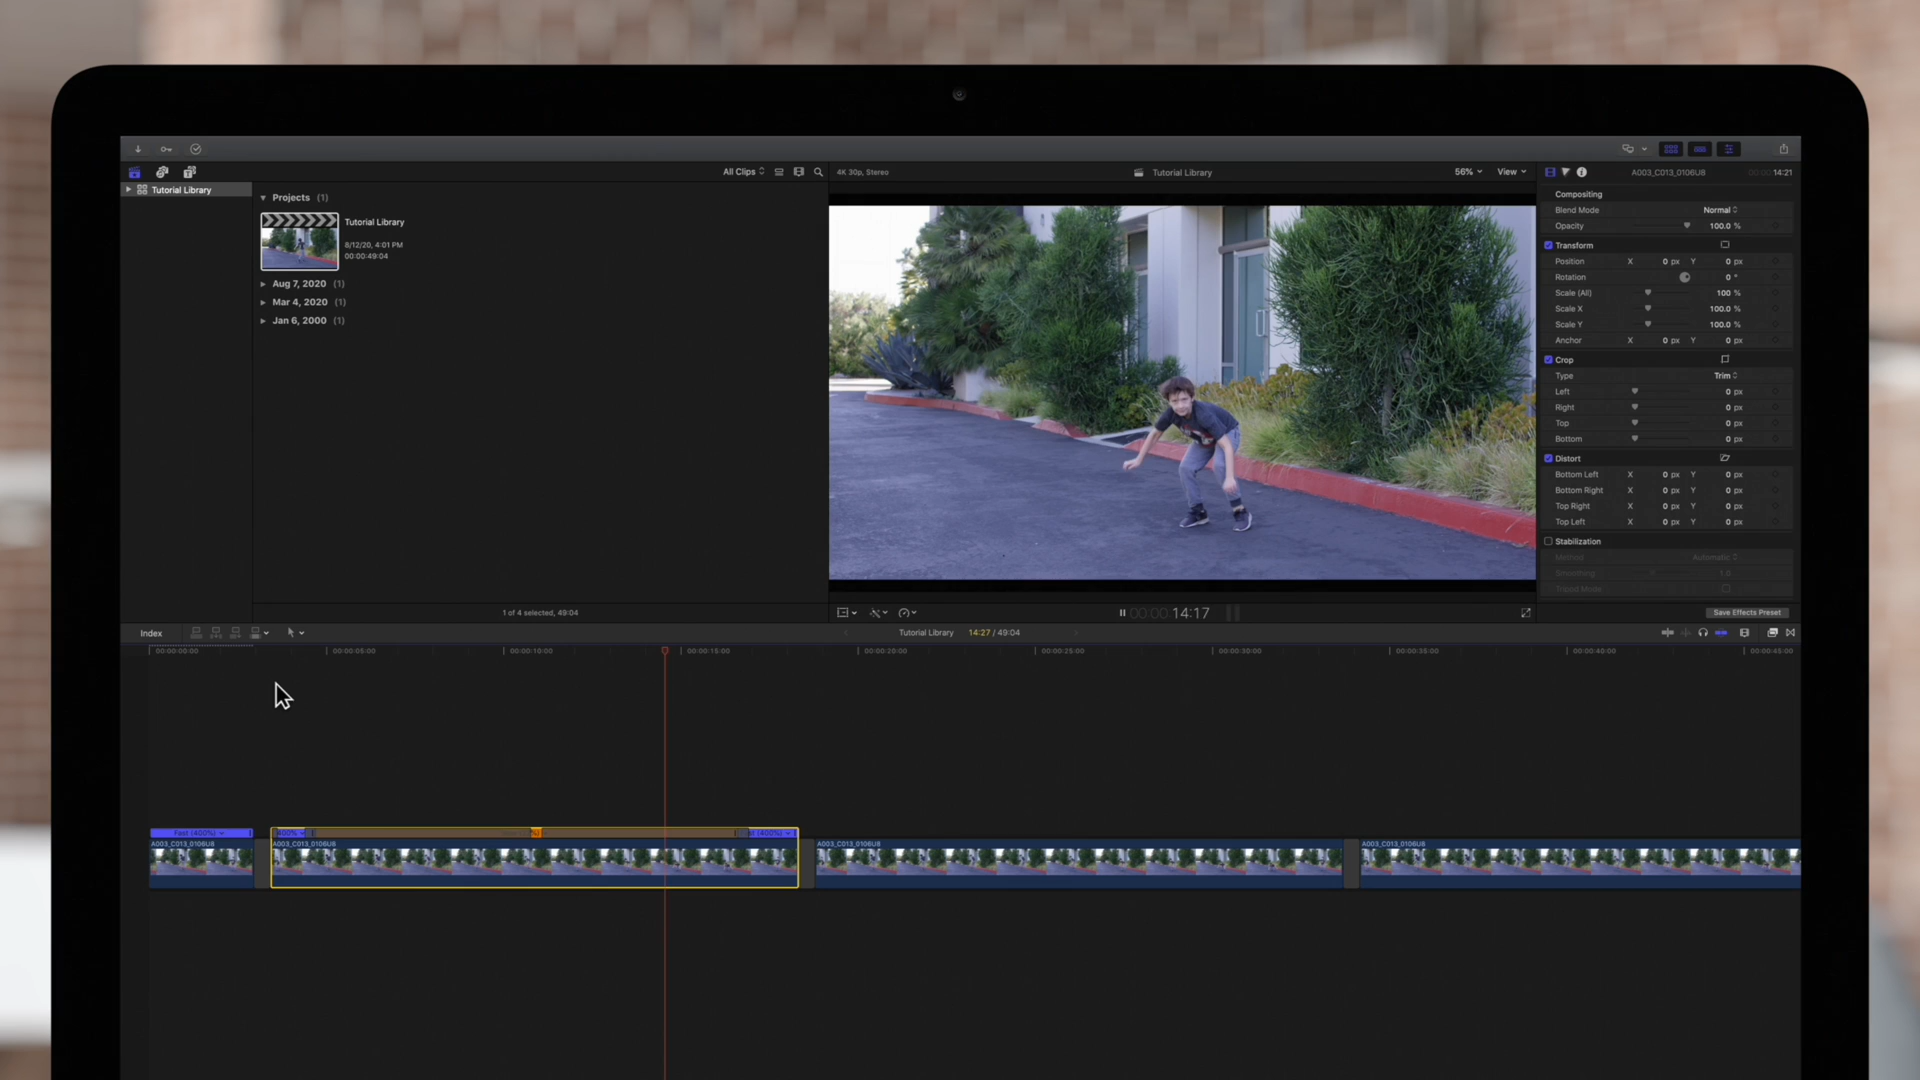 All Clips
4K 30p, Stereo
Tutorial Library
56%
View
A003_C013_0106U8
00:00:14:21
Tutorial Library
Projects (1)
Tutorial Library
8/12/20, 4:01 PM
00:00:49:04
Aug 7, 2020 (1)
Mar 4, 2020 (1)
Jan 6, 2000 (1)
1 of 4 selected, 49:04
Compositing
Blend Mode Normal
Opacity 100.0 %
Transform
Position X 0 px Y 0 px
Rotation 0 °
Scale (All) 100 %
Scale X 100.0 %
Scale Y 100.0 %
Anchor X 0 px Y 0 px
Crop
Type Trim
Left 0 px
Right 0 px
Top 0 px
Bottom 0 px
Distort
Bottom Left X 0 px Y 0 px
Bottom Right X 0 px Y 0 px
Top Right X 0 px Y 0 px
Top Left X 0 px Y 0 px
Stabilization
Method Automatic
Smoothing 1.0
Tripod Mode
00:00:14:17
Save Effects Preset
Index
Tutorial Library 14:27 / 49:04
00:00:00:00 00:00:05:00 00:00:10:00 00:00:15:00 00:00:20:00 00:00:25:00 00:00:30:00 00:00:35:00 00:00:40:00 00:00:45:00
Fast (400%) 400% (400%)
A003_C013_0106U8 A003_C013_0106U8 A003_C013_0106U8 A003_C013_0106U8